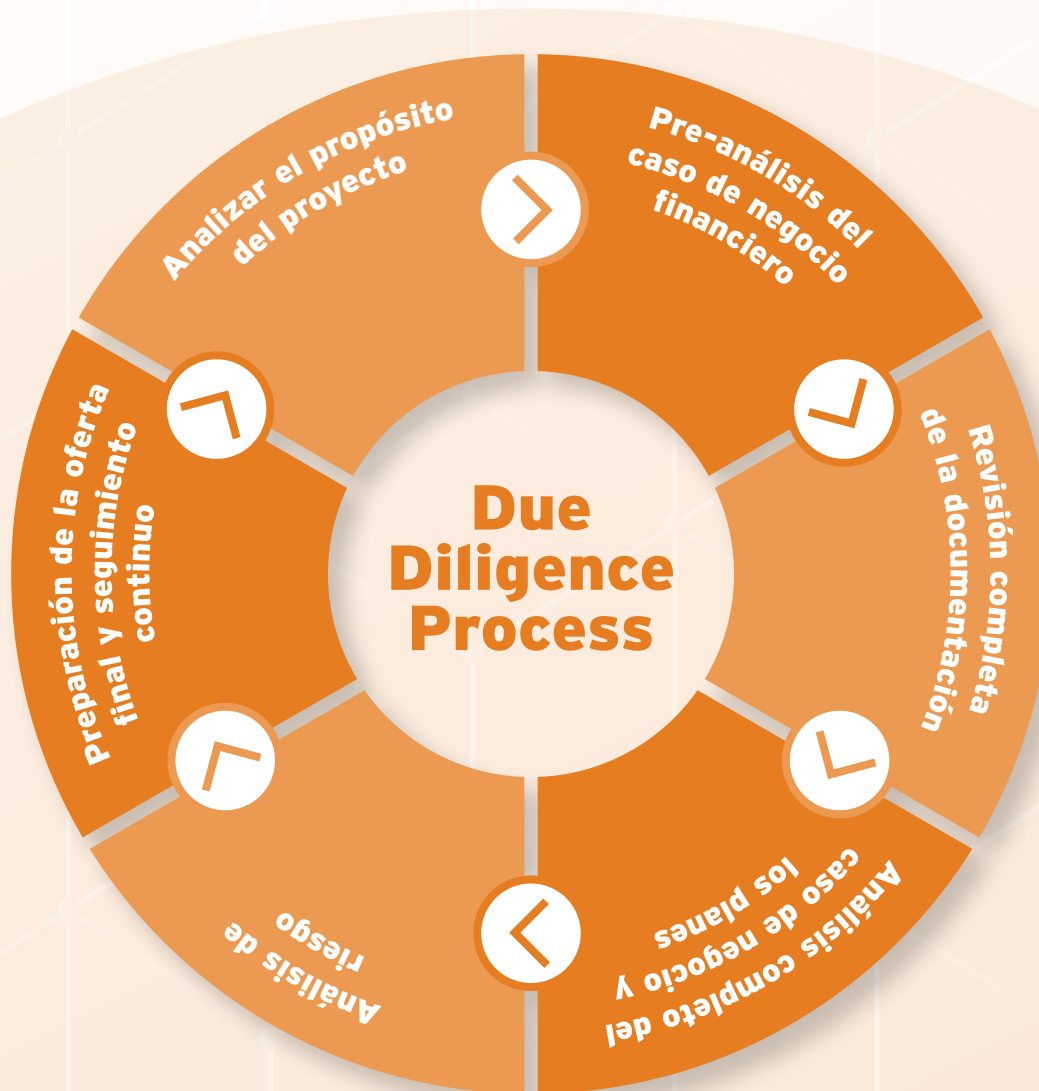 Due
Diligence
Process
Analizar el propósito
del proyecto
Pre-análisis del
caso de negocio
financiero
Revisión completa
de la documentación
Análisis completo del
caso de negocio y
los planes
Análisis de
riesgo
Preparación de la oferta
final y seguimiento
continuo